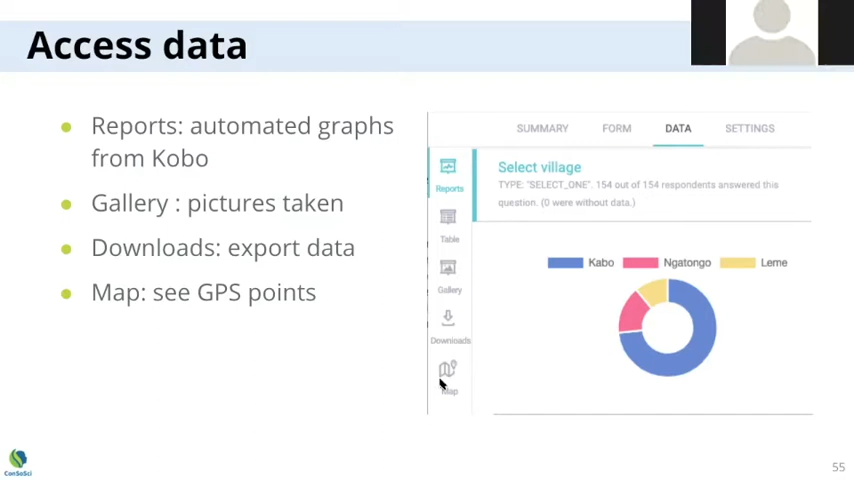 Access data
● Reports: automated graphs
from Kobo
● Gallery : pictures taken
● Downloads: export data
● Map: see GPS points
SUMMARY FORM DATA SETTINGS
Reports
Table
Gallery
Downloads
Map
Select village
TYPE: "SELECT_ONE". 154 out of 154 respondents answered this
question. (0 were without data.)
Kabo Ngatongo Leme
ConSoSci
55